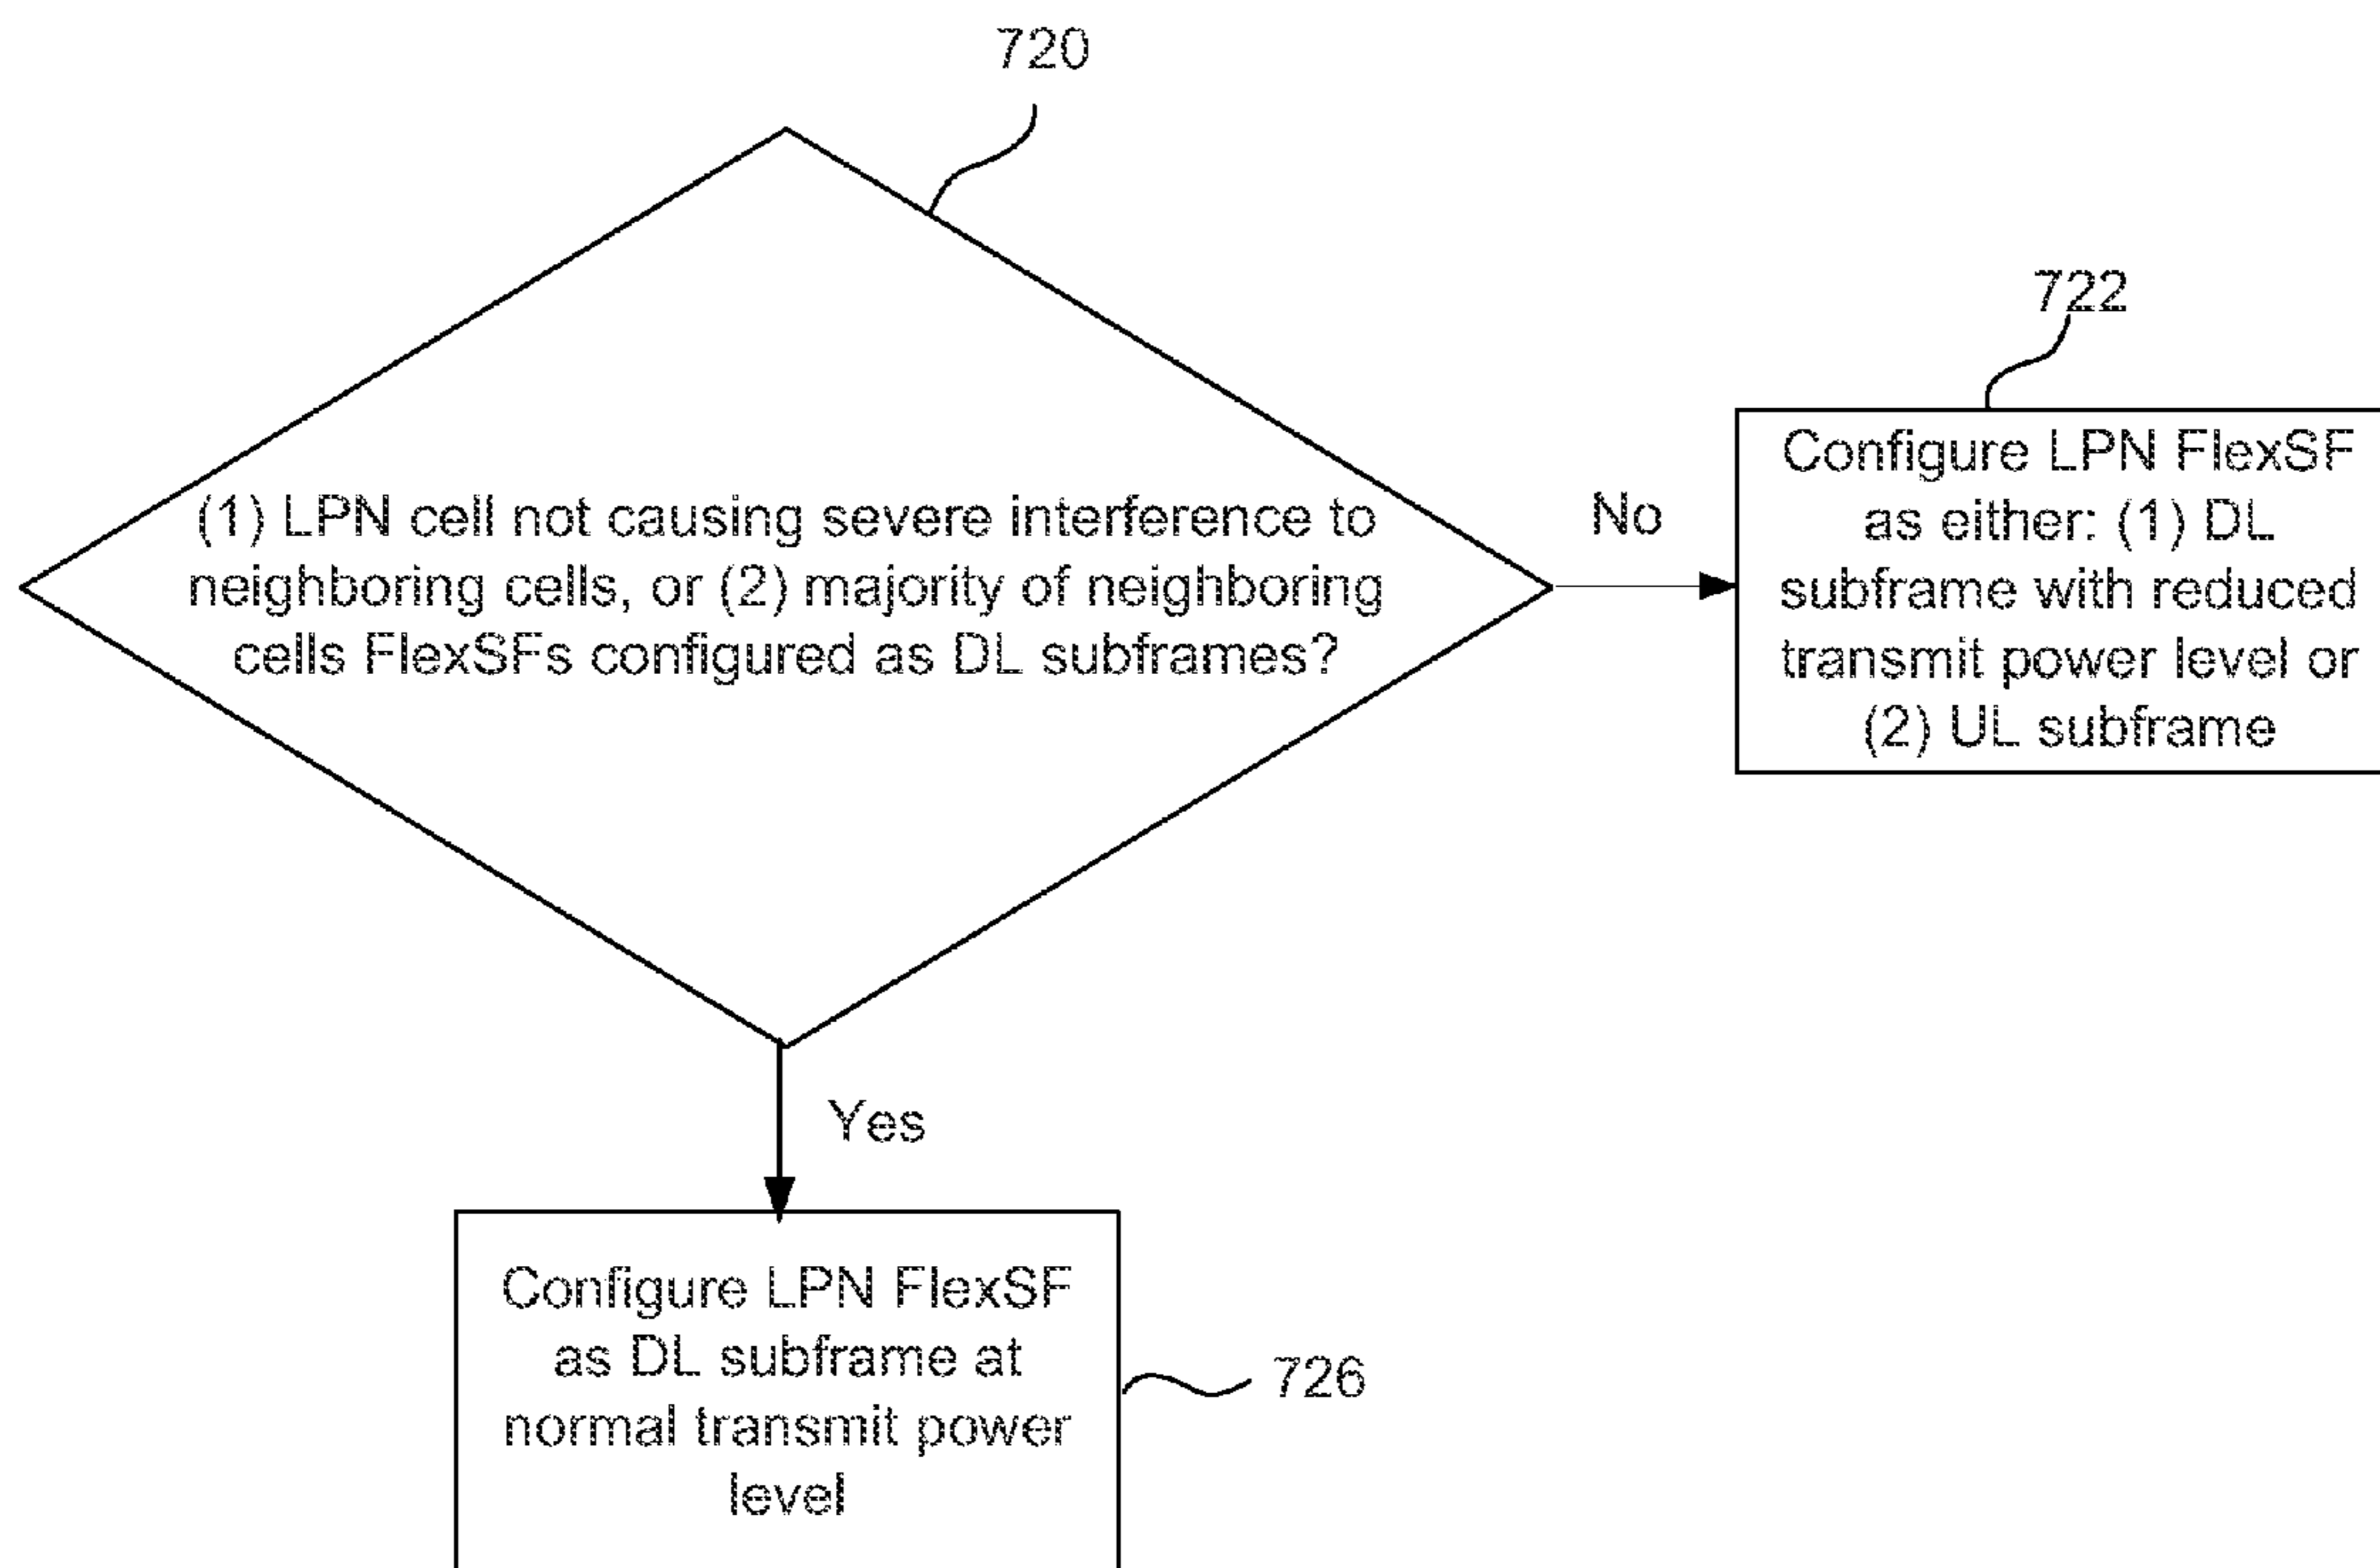 720
(1) LPN cell not causing severe interference to
neighboring cells, or (2) majority of neighboring
cells FlexSFs configured as DL subframes?
No
722
Configure LPN FlexSF
as either: (1) DL
subframe with reduced
transmit power level or
(2) UL subframe
Yes
Configure LPN FlexSF
as DL subframe at
normal transmit power
level
726